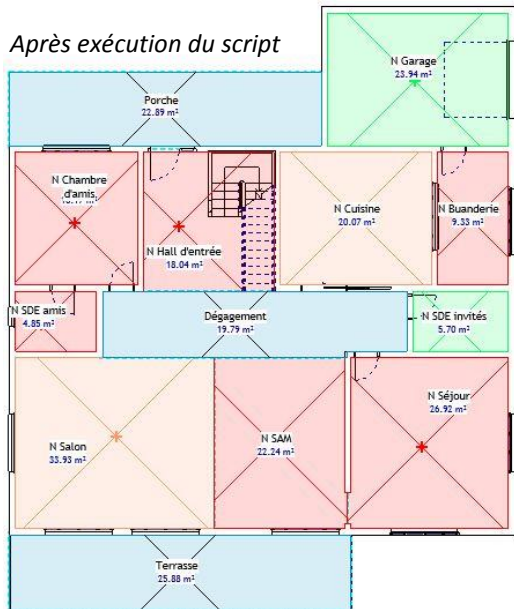 Après exécution du script
N Garage
23.94 m²
Porche
22.89 m²
N Chambre
d'amis
N Hall d'entrée
18.04 m²
N Cuisine
20.07 m²
N Buanderie
9.33 m²
N SDE amis
4.85 m²
Dégagement
19.79 m²
N SDE invités
5.70 m²
N Salon
33.93 m²
N SAM
22.24 m²
N Séjour
26.92 m²
Terrasse
25.88 m²